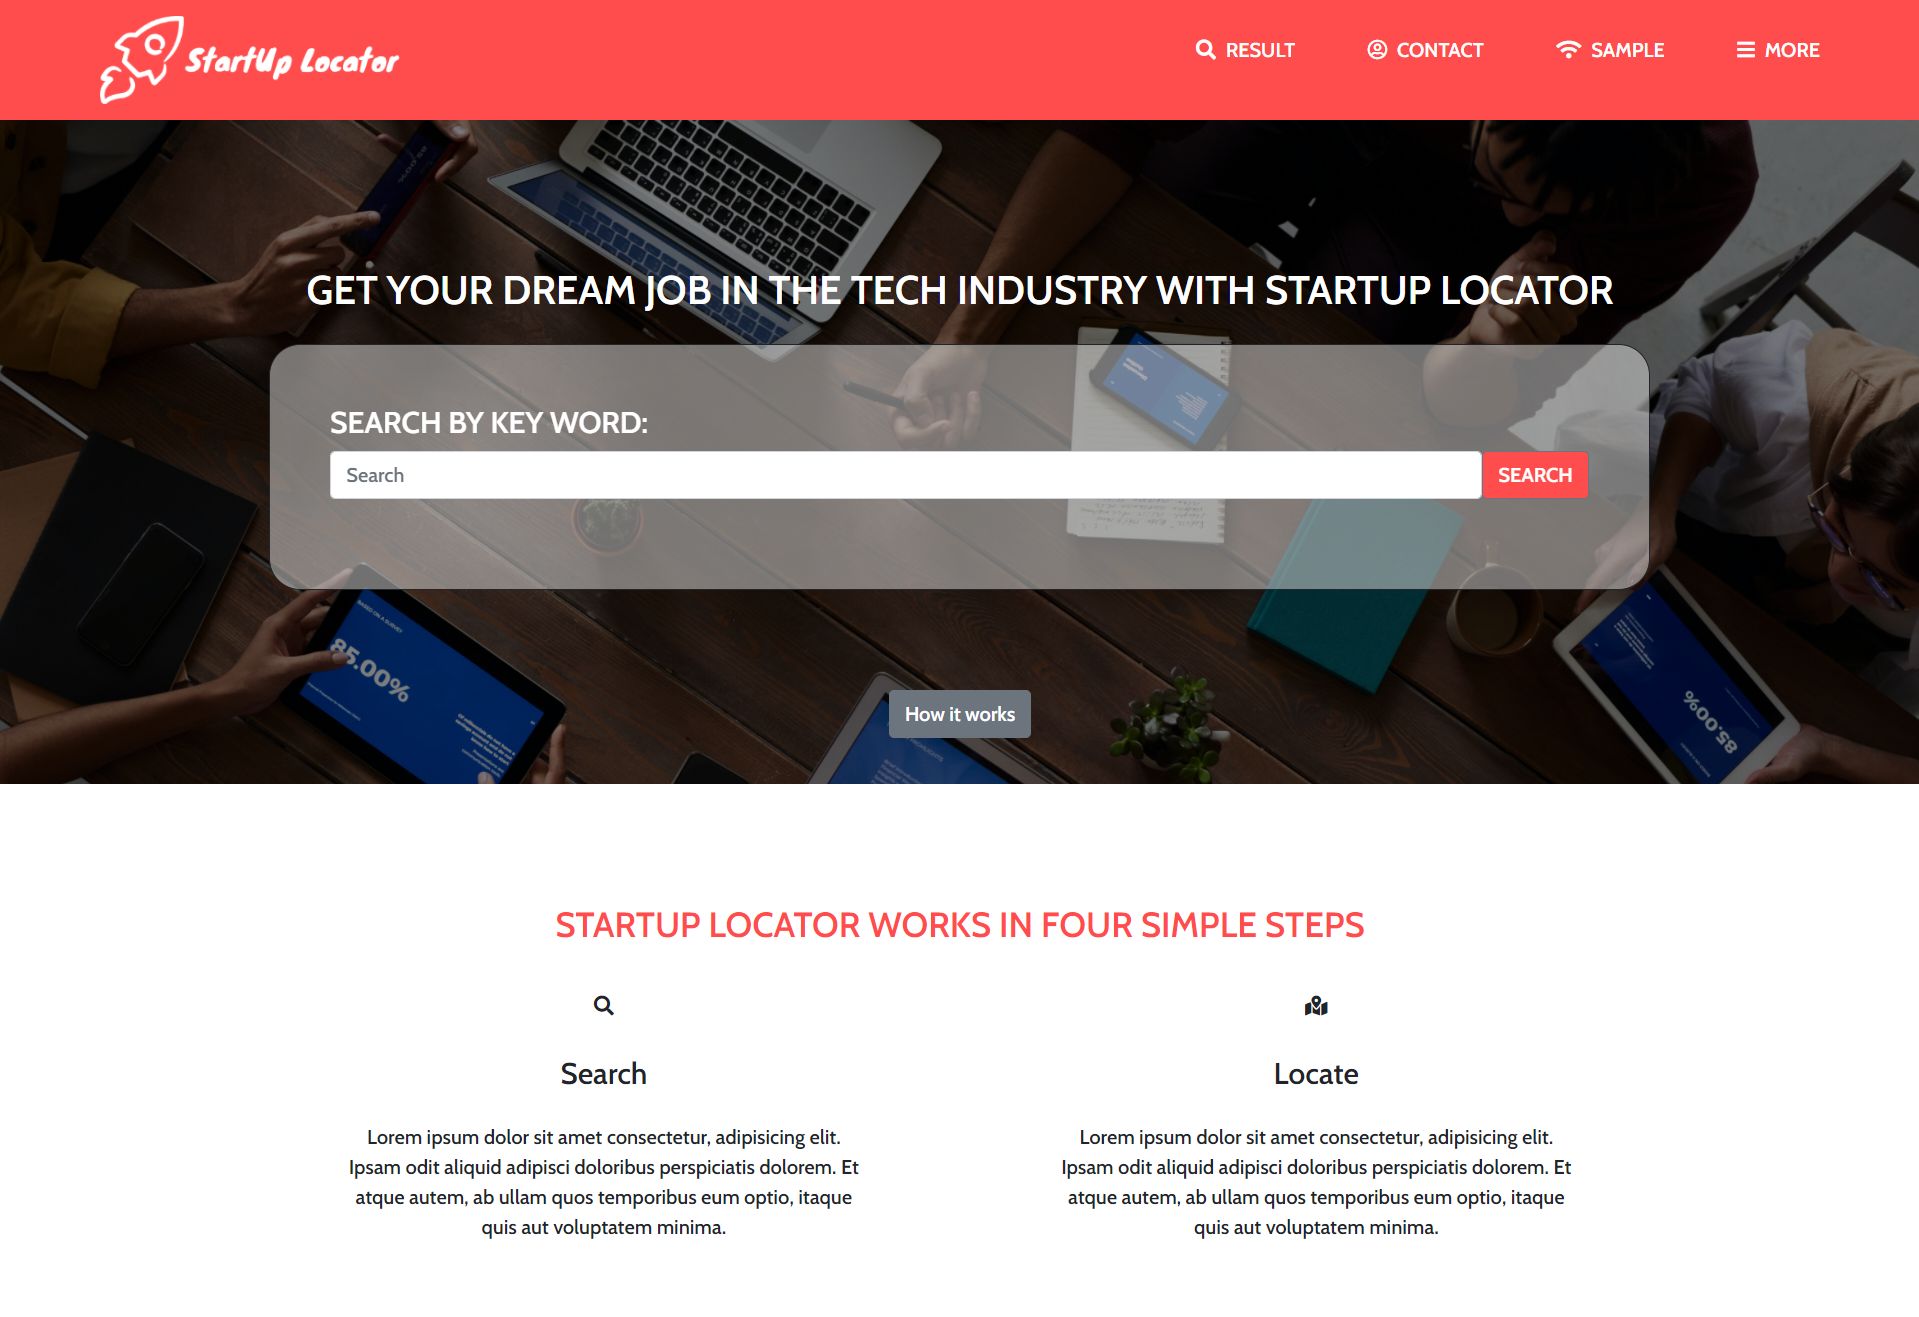 StartUp Locator
RESULT
CONTACT
SAMPLE
MORE
GET YOUR DREAM JOB IN THE TECH INDUSTRY WITH STARTUP LOCATOR
SEARCH BY KEY WORD:
Search
SEARCH
BASED ON A SURVEY
85.00%
85.00%
How it works
STARTUP LOCATOR WORKS IN FOUR SIMPLE STEPS
Search
Locate
Lorem ipsum dolor sit amet consectetur, adipisicing elit.
Ipsam odit aliquid adipisci doloribus perspiciatis dolorem. Et
atque autem, ab ullam quos temporibus eum optio, itaque
quis aut voluptatem minima.
Lorem ipsum dolor sit amet consectetur, adipisicing elit.
Ipsam odit aliquid adipisci doloribus perspiciatis dolorem. Et
atque autem, ab ullam quos temporibus eum optio, itaque
quis aut voluptatem minima.